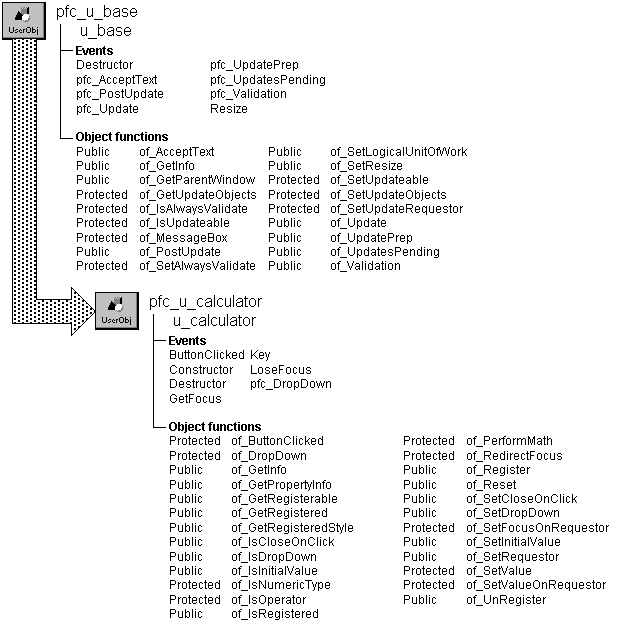 UserObj
pfc_u_base
u_base
Events
Destructor pfc_UpdatePrep
pfc_AcceptText pfc_UpdatesPending
pfc_PostUpdate pfc_Validation
pfc_Update Resize
Object functions
Public of_AcceptText Public of_SetLogicalUnitOfWork
Public of_GetInfo Public of_SetResize
Public of_GetParentWindow Protected of_SetUpdateable
Protected of_GetUpdateObjects Protected of_SetUpdateObjects
Protected of_IsAlwaysValidate Protected of_SetUpdateRequestor
Protected of_IsUpdateable Public of_Update
Protected of_MessageBox Public of_UpdatePrep
Public of_PostUpdate Public of_UpdatesPending
Protected of_SetAlwaysValidate Public of_Validation
UserObj
pfc_u_calculator
u_calculator
Events
ButtonClicked Key
Constructor LoseFocus
Destructor pfc_DropDown
GetFocus
Object functions
Protected of_ButtonClicked Protected of_PerformMath
Protected of_DropDown Protected of_RedirectFocus
Public of_GetInfo Public of_Register
Public of_GetPropertyInfo Public of_Reset
Public of_GetRegisterable Public of_SetCloseOnClick
Public of_GetRegistered Public of_SetDropDown
Public of_GetRegisteredStyle Protected of_SetFocusOnRequestor
Public of_IsCloseOnClick Public of_SetInitialValue
Public of_IsDropDown Public of_SetRequestor
Public of_IsInitialValue Protected of_SetValue
Protected of_IsNumericType Protected of_SetValueOnRequestor
Protected of_IsOperator Public of_UnRegister
Public of_IsRegistered